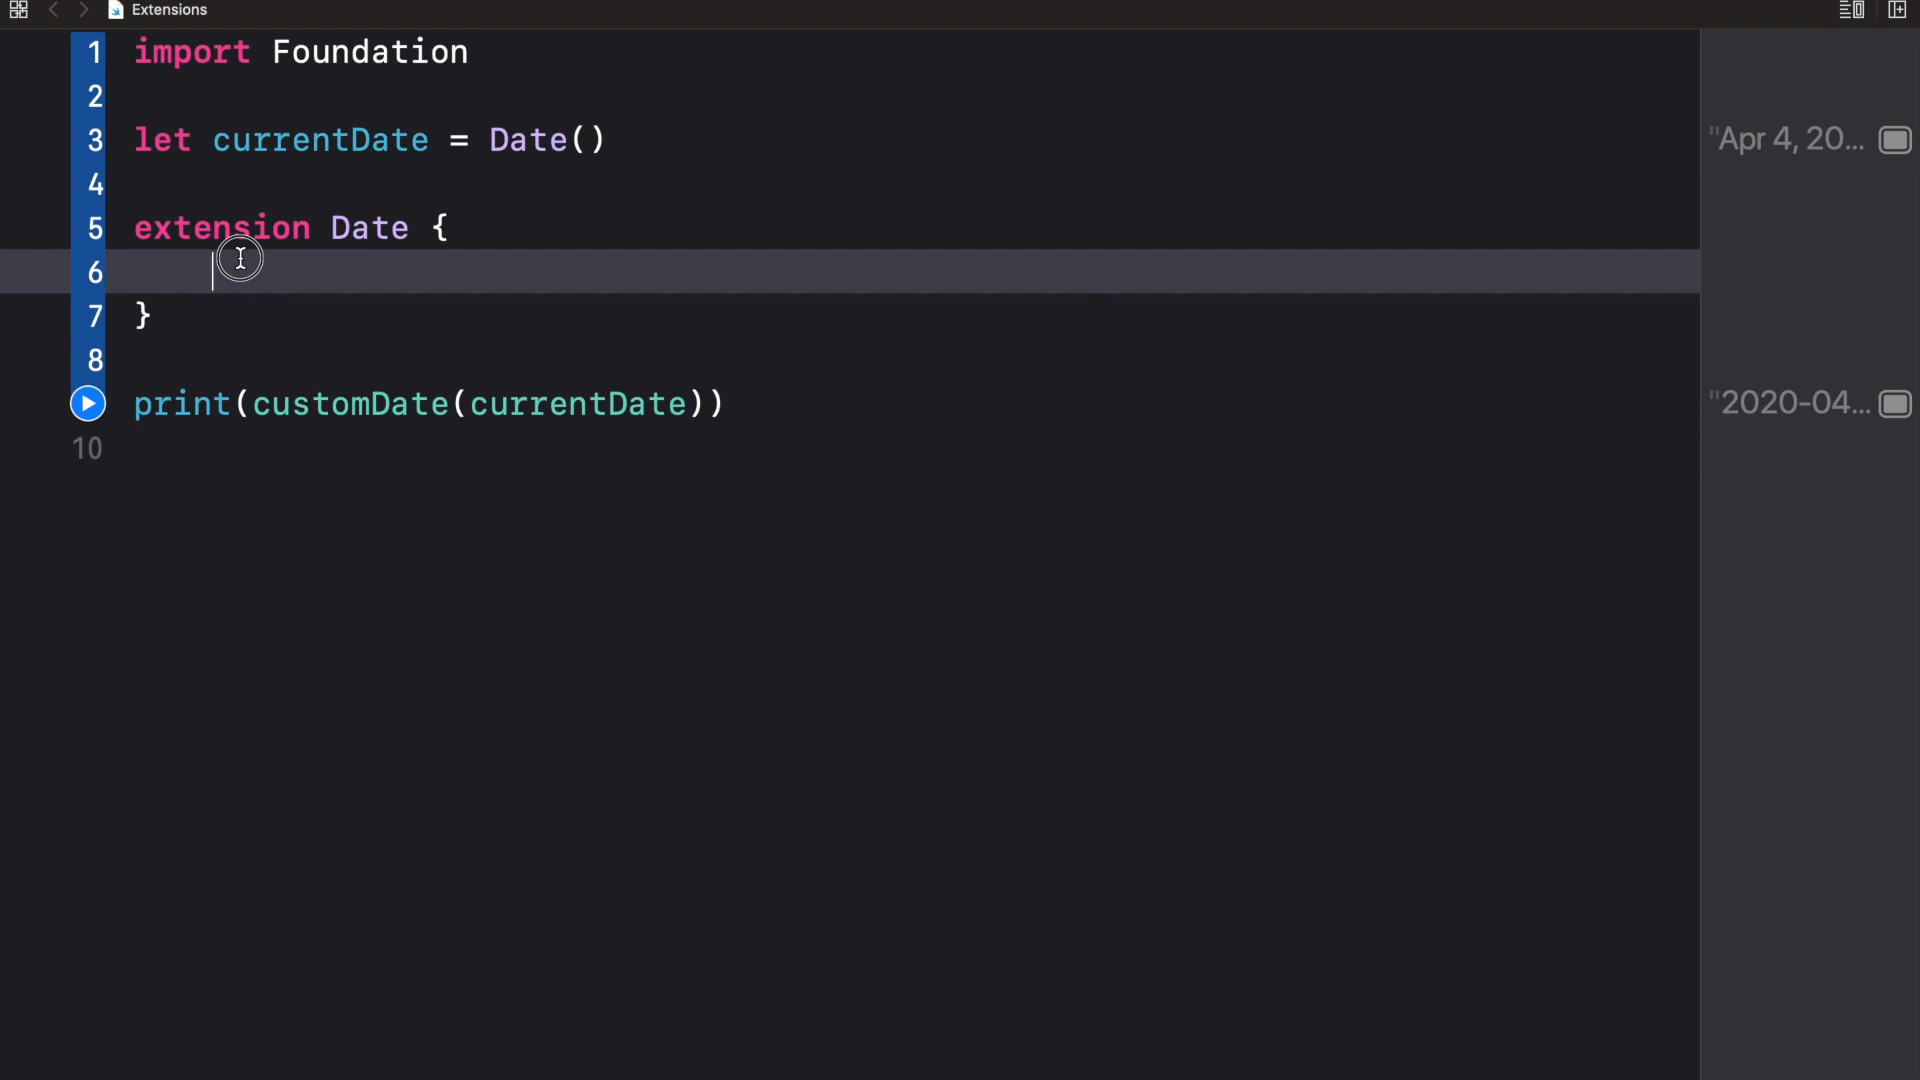 Extensions
1 import Foundation
2
3 let currentDate = Date()
"Apr 4, 20...
4
5 extension Date {
6
7 }
8
print(customDate(currentDate))
"2020-04...
10